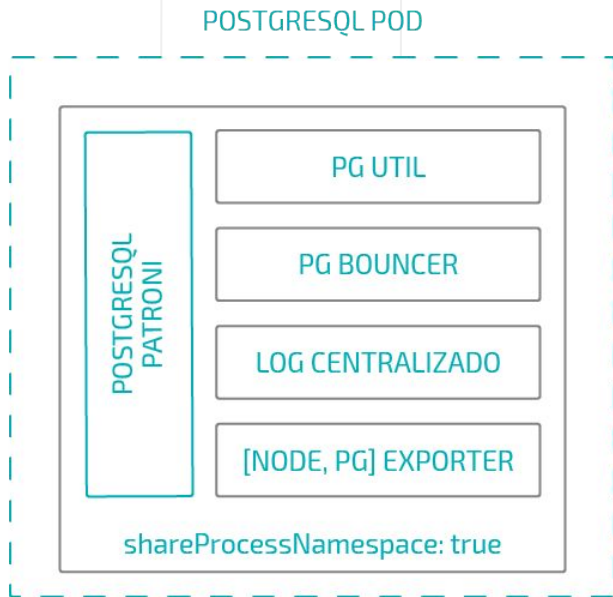 POSTGRESQL POD
POSTGRESQL
PATRONI
PG UTIL
PG BOUNCER
LOG CENTRALIZADO
[NODE, PG] EXPORTER
shareProcessNamespace: true